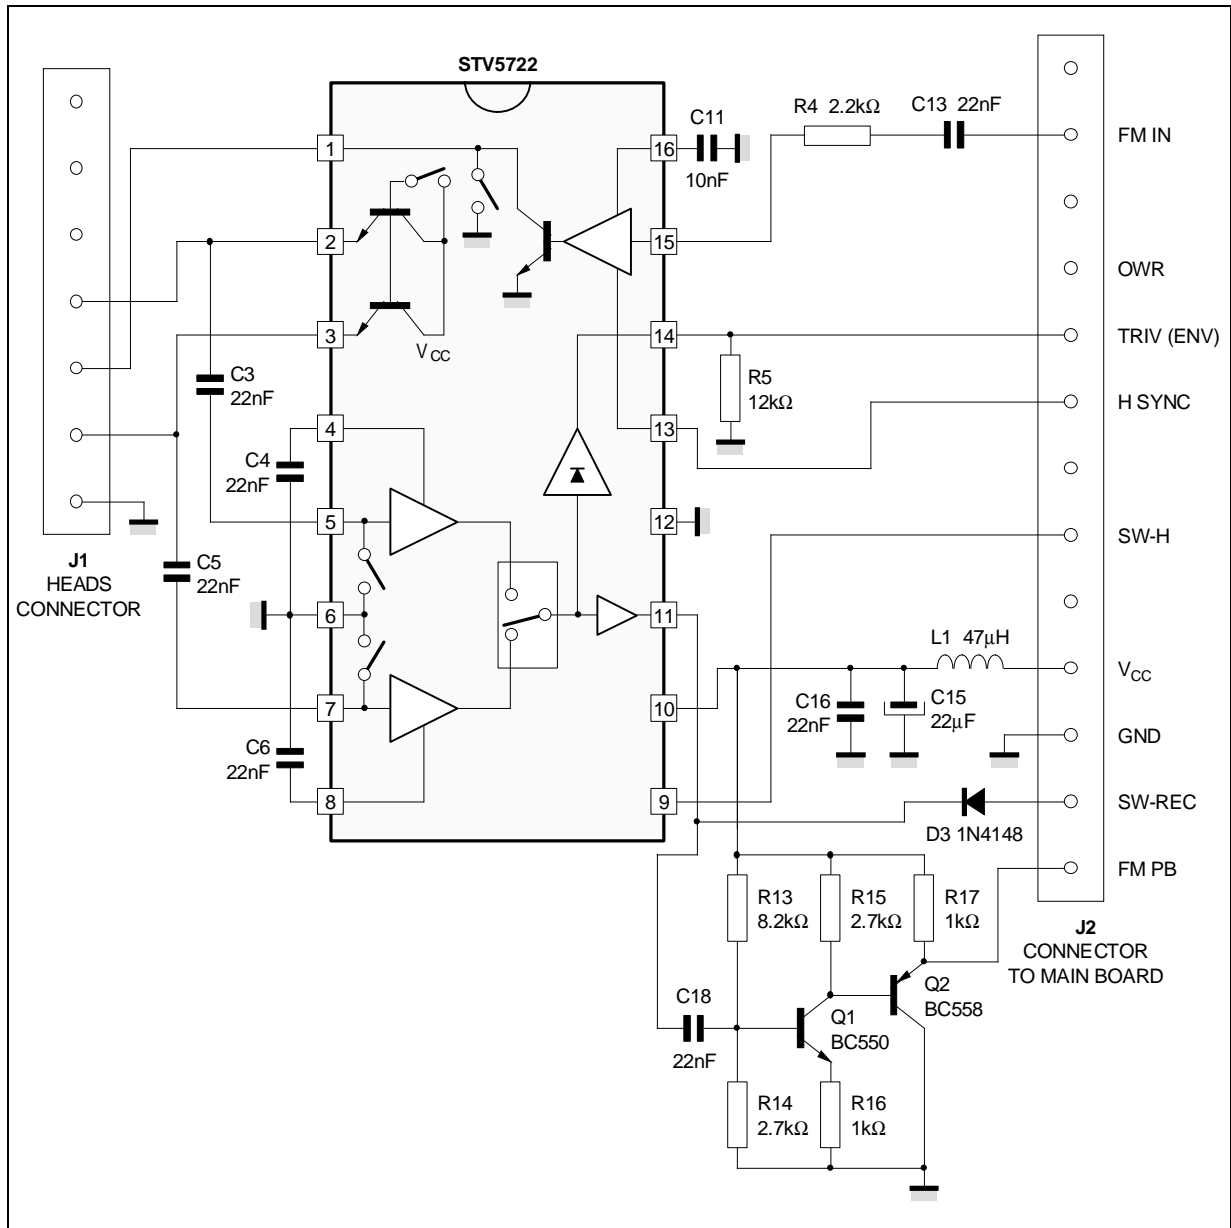 STV5722
J1
HEADS
CONNECTOR
1
2
3
4
5
6
7
8
16
15
14
13
12
11
10
9
V_CC
C3
22nF
C4
22nF
C5
22nF
C6
22nF
C11
10nF
R4 2.2kΩ
C13 22nF
R5
12kΩ
L1 47μH
C16
22nF
C15
22μF
D3 1N4148
R13
8.2kΩ
R15
2.7kΩ
R17
1kΩ
C18
22nF
Q1
BC550
Q2
BC558
R14
2.7kΩ
R16
1kΩ
FM IN
OWR
TRIV (ENV)
H SYNC
SW-H
V_CC
GND
SW-REC
FM PB
J2
CONNECTOR
TO MAIN BOARD